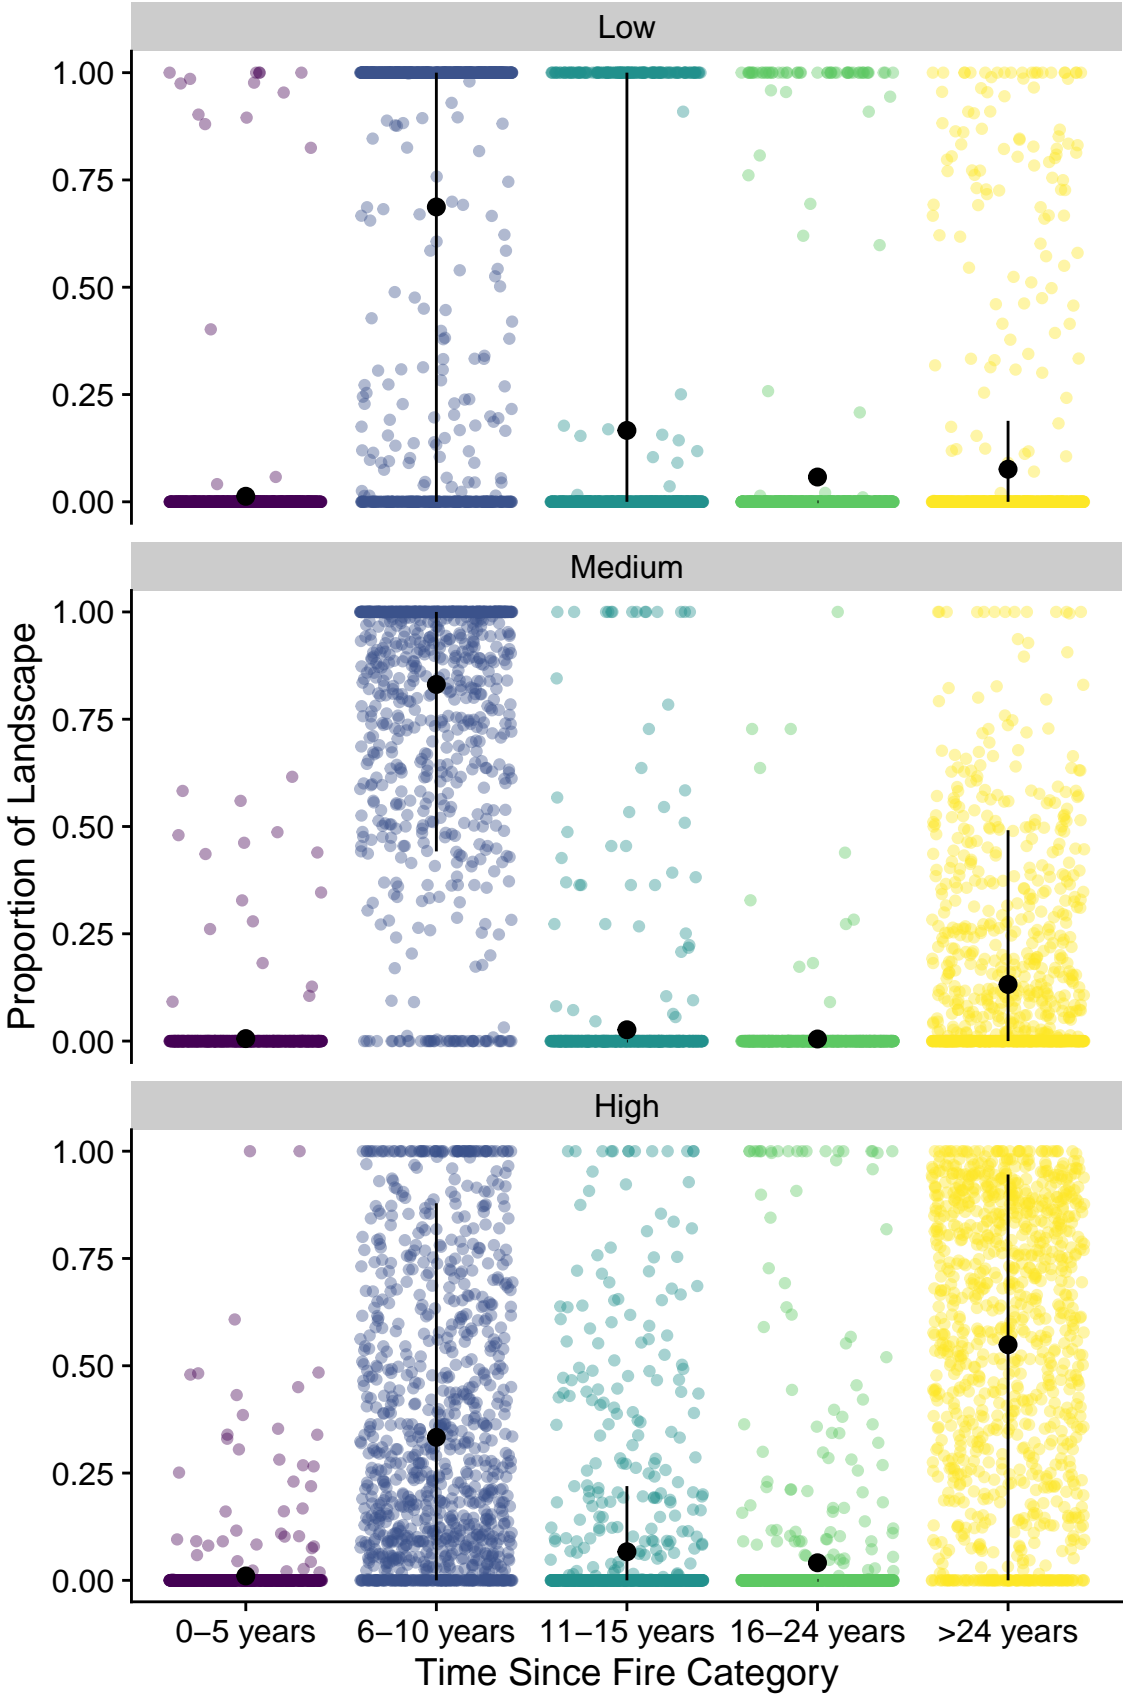 Low
1.00
0.75
0.50
0.25
0.00
Medium
1.00
0.75
0.50
0.25
0.00
High
1.00
0.75
0.50
0.25
0.00
Proportion of Landscape
0–5 years 6–10 years 11–15 years 16–24 years >24 years
Time Since Fire Category